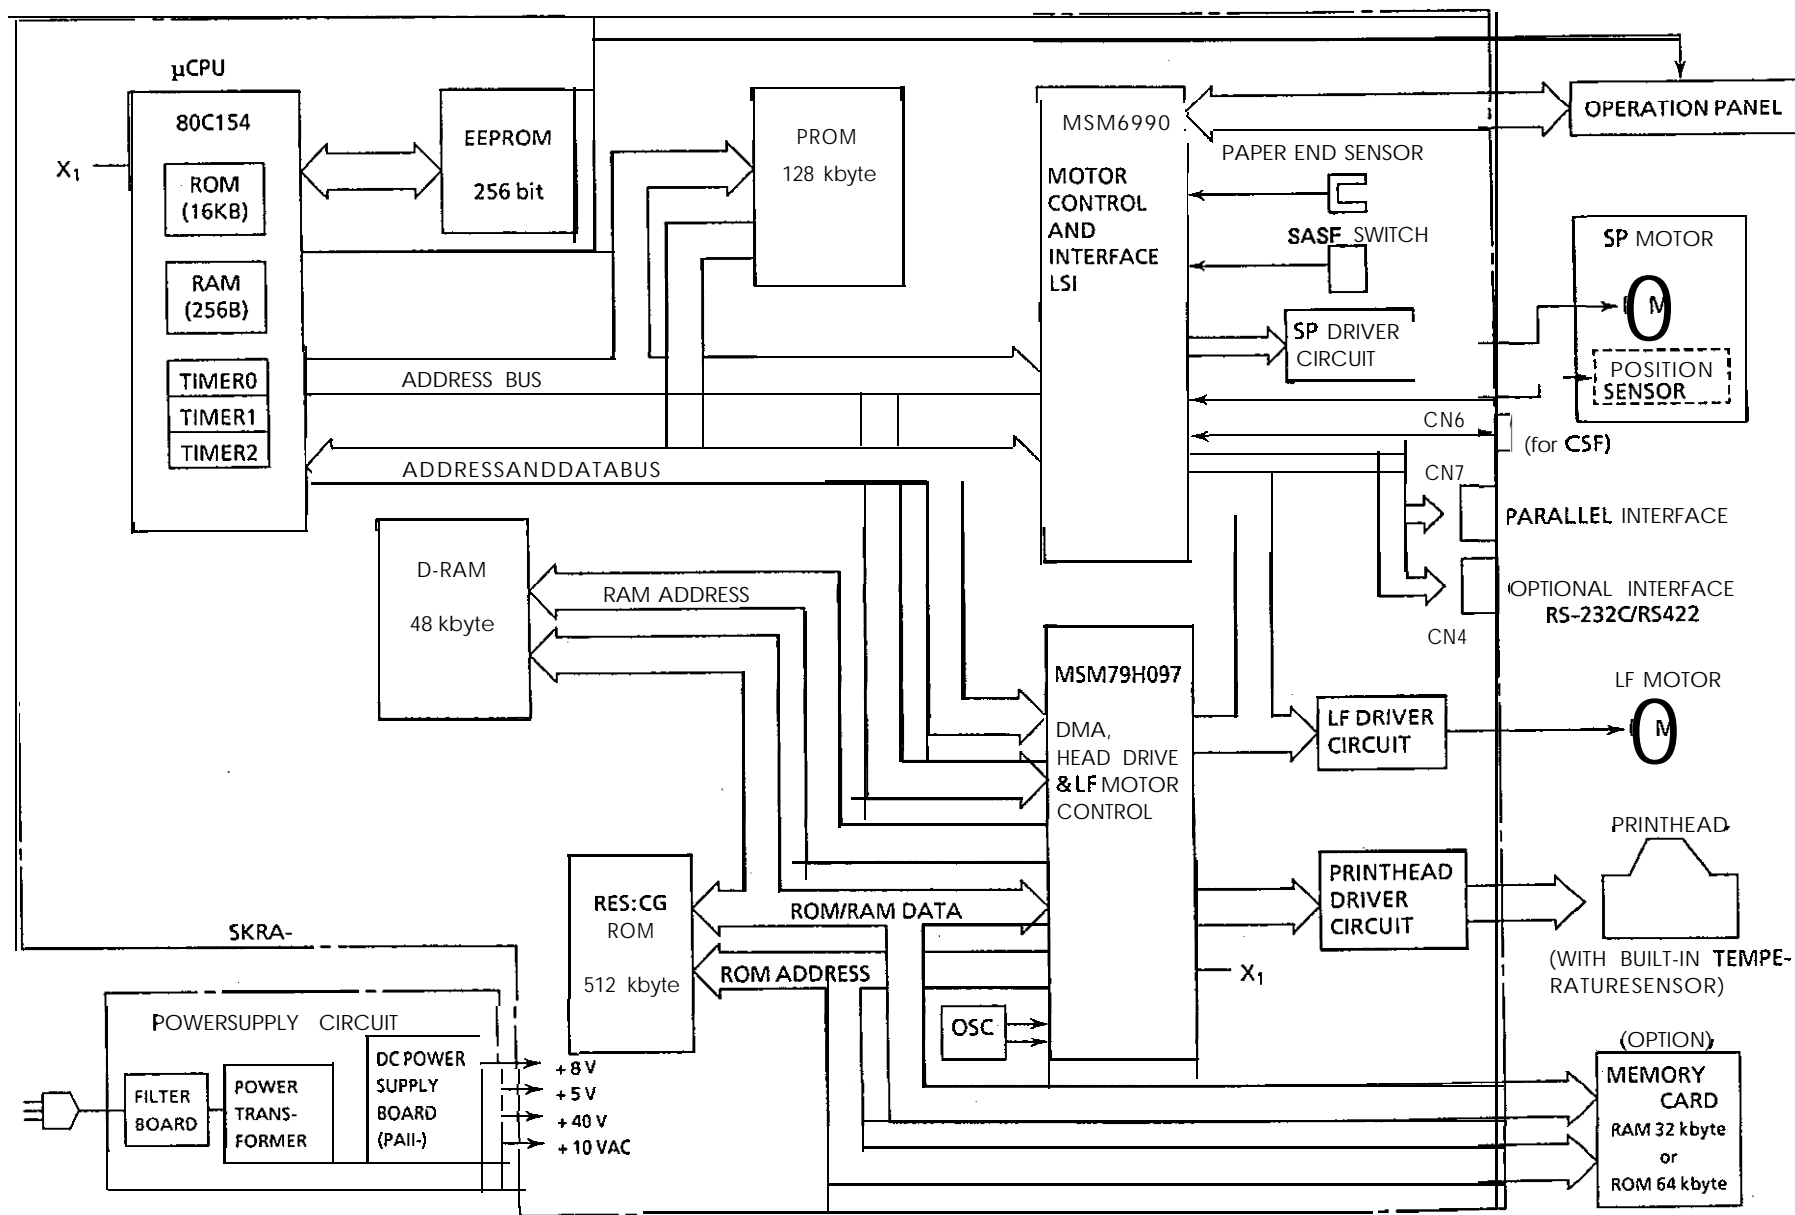 µCPU
80C154
X1
ROM
(16KB)
RAM
(256B)
TIMER0
TIMER1
TIMER2
EEPROM
256 bit
PROM
128 kbyte
MSM6990
MOTOR
CONTROL
AND
INTERFACE
LSI
OPERATION PANEL
PAPER END SENSOR
SASF SWITCH
SP DRIVER
CIRCUIT
SP MOTOR
M
POSITION
SENSOR
ADDRESS BUS
ADDRESSANDDATABUS
CN6
(for CSF)
CN7
PARALLEL INTERFACE
OPTIONAL INTERFACE
RS-232C/RS422
CN4
D-RAM
48 kbyte
RAM ADDRESS
MSM79H097
DMA,
HEAD DRIVE
& LF MOTOR
CONTROL
LF DRIVER
CIRCUIT
LF MOTOR
M
PRINTHEAD
DRIVER
CIRCUIT
PRINTHEAD
(WITH BUILT-IN TEMPE-
RATURESENSOR)
RES:CG
ROM
512 kbyte
ROM/RAM DATA
ROM ADDRESS
X1
OSC
SKRA-
POWERSUPPLY CIRCUIT
FILTER
BOARD
POWER
TRANS-
FORMER
DC POWER
SUPPLY
BOARD
(PAII-)
+ 8 V
+ 5 V
+ 40 V
+ 10 VAC
(OPTION)
MEMORY
CARD
RAM 32 kbyte
or
ROM 64 kbyte